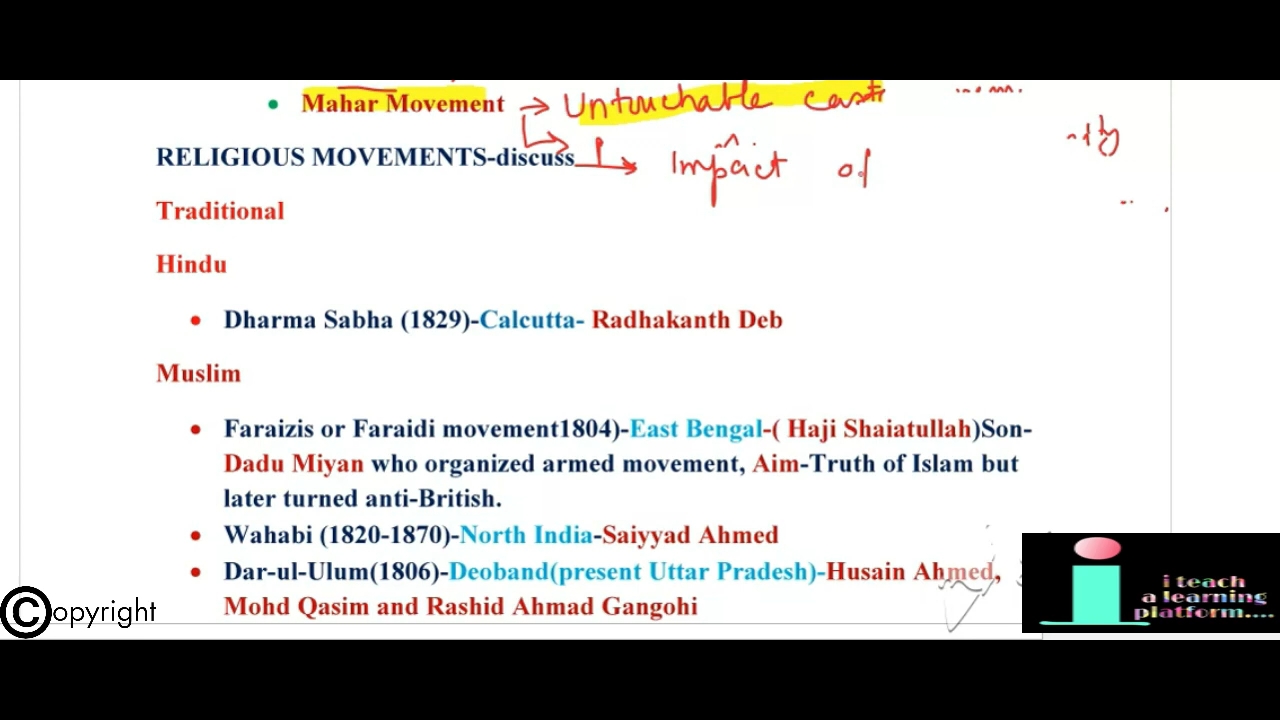 • Mahar Movement → Untouchable caste
RELIGIOUS MOVEMENTS-discuss → Impact of
Traditional
Hindu
• Dharma Sabha (1829)-Calcutta- Radhakanth Deb
Muslim
• Faraizis or Faraidi movement1804)-East Bengal-( Haji Shaiatullah)Son-
Dadu Miyan who organized armed movement, Aim-Truth of Islam but
later turned anti-British.
• Wahabi (1820-1870)-North India-Saiyyad Ahmed
• Dar-ul-Ulum(1806)-Deoband(present Uttar Pradesh)-Husain Ahmed,
Mohd Qasim and Rashid Ahmad Gangohi
©opyright
i teach
a learning
platform....